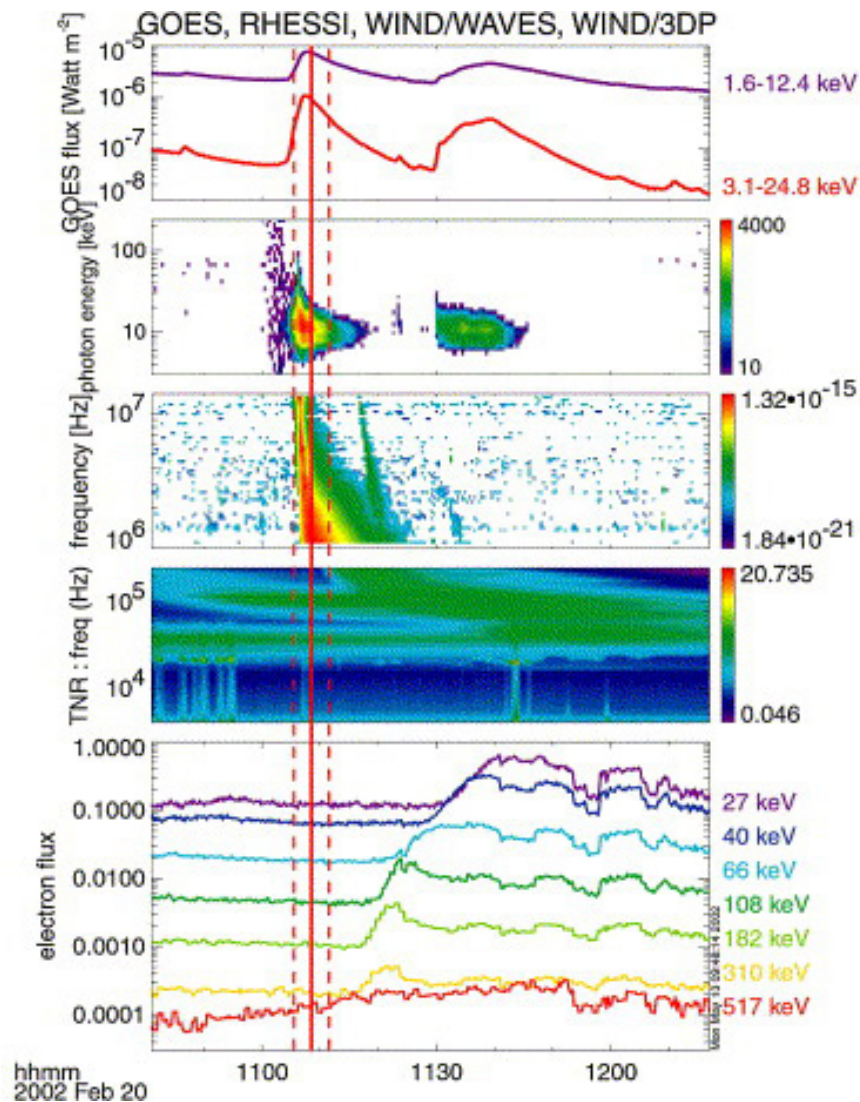 GOES, RHESSI, WIND/WAVES, WIND/3DP
GOES flux [Watt m⁻²]
10⁻⁵
10⁻⁶
10⁻⁷
10⁻⁸
1.6-12.4 keV
3.1-24.8 keV
photon energy [keV]
100
10
4000
10
frequency [Hz]
10⁷
10⁶
1.32•10⁻¹⁵
1.84•10⁻²¹
TNR : freq (Hz)
10⁵
10⁴
20.735
0.046
electron flux
1.0000
0.1000
0.0100
0.0010
0.0001
27 keV
40 keV
66 keV
108 keV
182 keV
310 keV
517 keV
hhmm
2002 Feb 20
1100
1130
1200